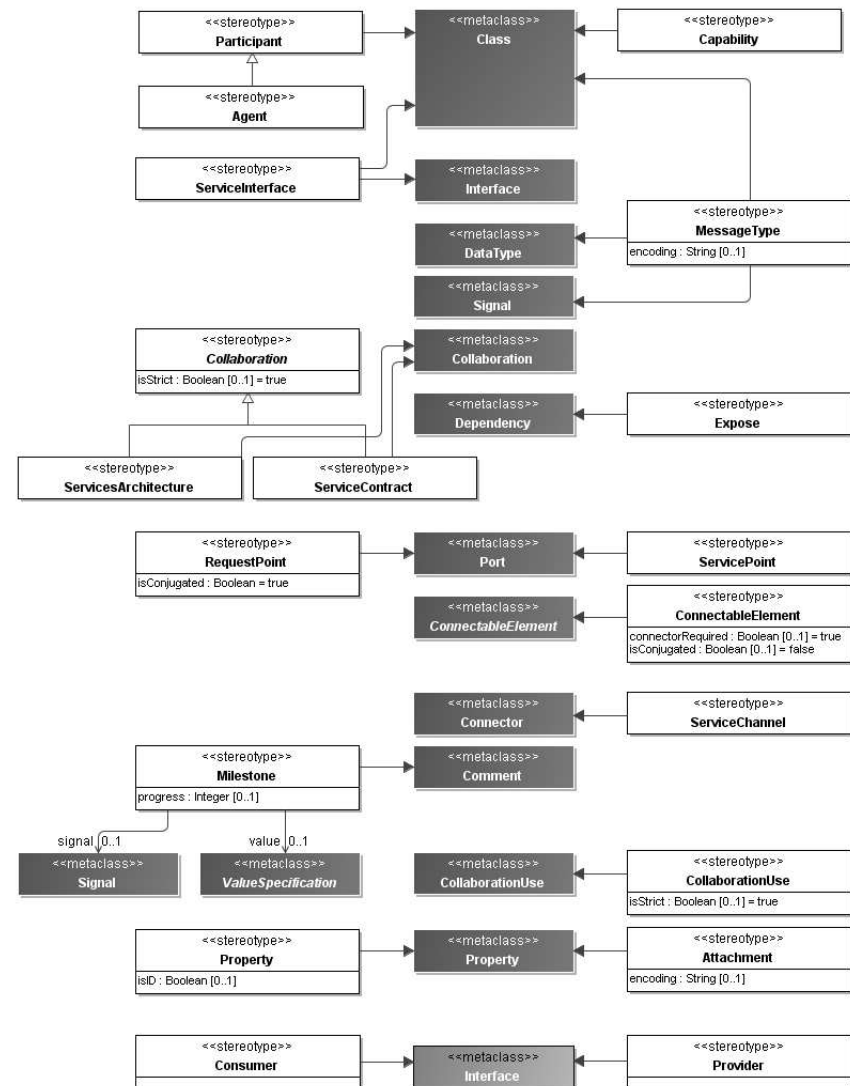 <<stereotype>>
Participant
<<metaclass>>
Class
<<stereotype>>
Capability
<<stereotype>>
Agent
<<stereotype>>
ServiceInterface
<<metaclass>>
Interface
<<stereotype>>
MessageType
encoding : String [0..1]
<<metaclass>>
DataType
<<metaclass>>
Signal
<<stereotype>>
Collaboration
isStrict : Boolean [0..1] = true
<<metaclass>>
Collaboration
<<metaclass>>
Dependency
<<stereotype>>
Expose
<<stereotype>>
ServicesArchitecture
<<stereotype>>
ServiceContract
<<stereotype>>
RequestPoint
isConjugated : Boolean = true
<<metaclass>>
Port
<<stereotype>>
ServicePoint
<<metaclass>>
ConnectableElement
<<stereotype>>
ConnectableElement
connectorRequired : Boolean [0..1] = true
isConjugated : Boolean [0..1] = false
<<metaclass>>
Connector
<<stereotype>>
ServiceChannel
<<stereotype>>
Milestone
progress : Integer [0..1]
<<metaclass>>
Comment
signal 0..1
value 0..1
<<metaclass>>
Signal
<<metaclass>>
ValueSpecification
<<metaclass>>
CollaborationUse
<<stereotype>>
CollaborationUse
isStrict : Boolean [0..1] = true
<<stereotype>>
Property
isID : Boolean [0..1]
<<metaclass>>
Property
<<stereotype>>
Attachment
encoding : String [0..1]
<<stereotype>>
Consumer
<<metaclass>>
Interface
<<stereotype>>
Provider